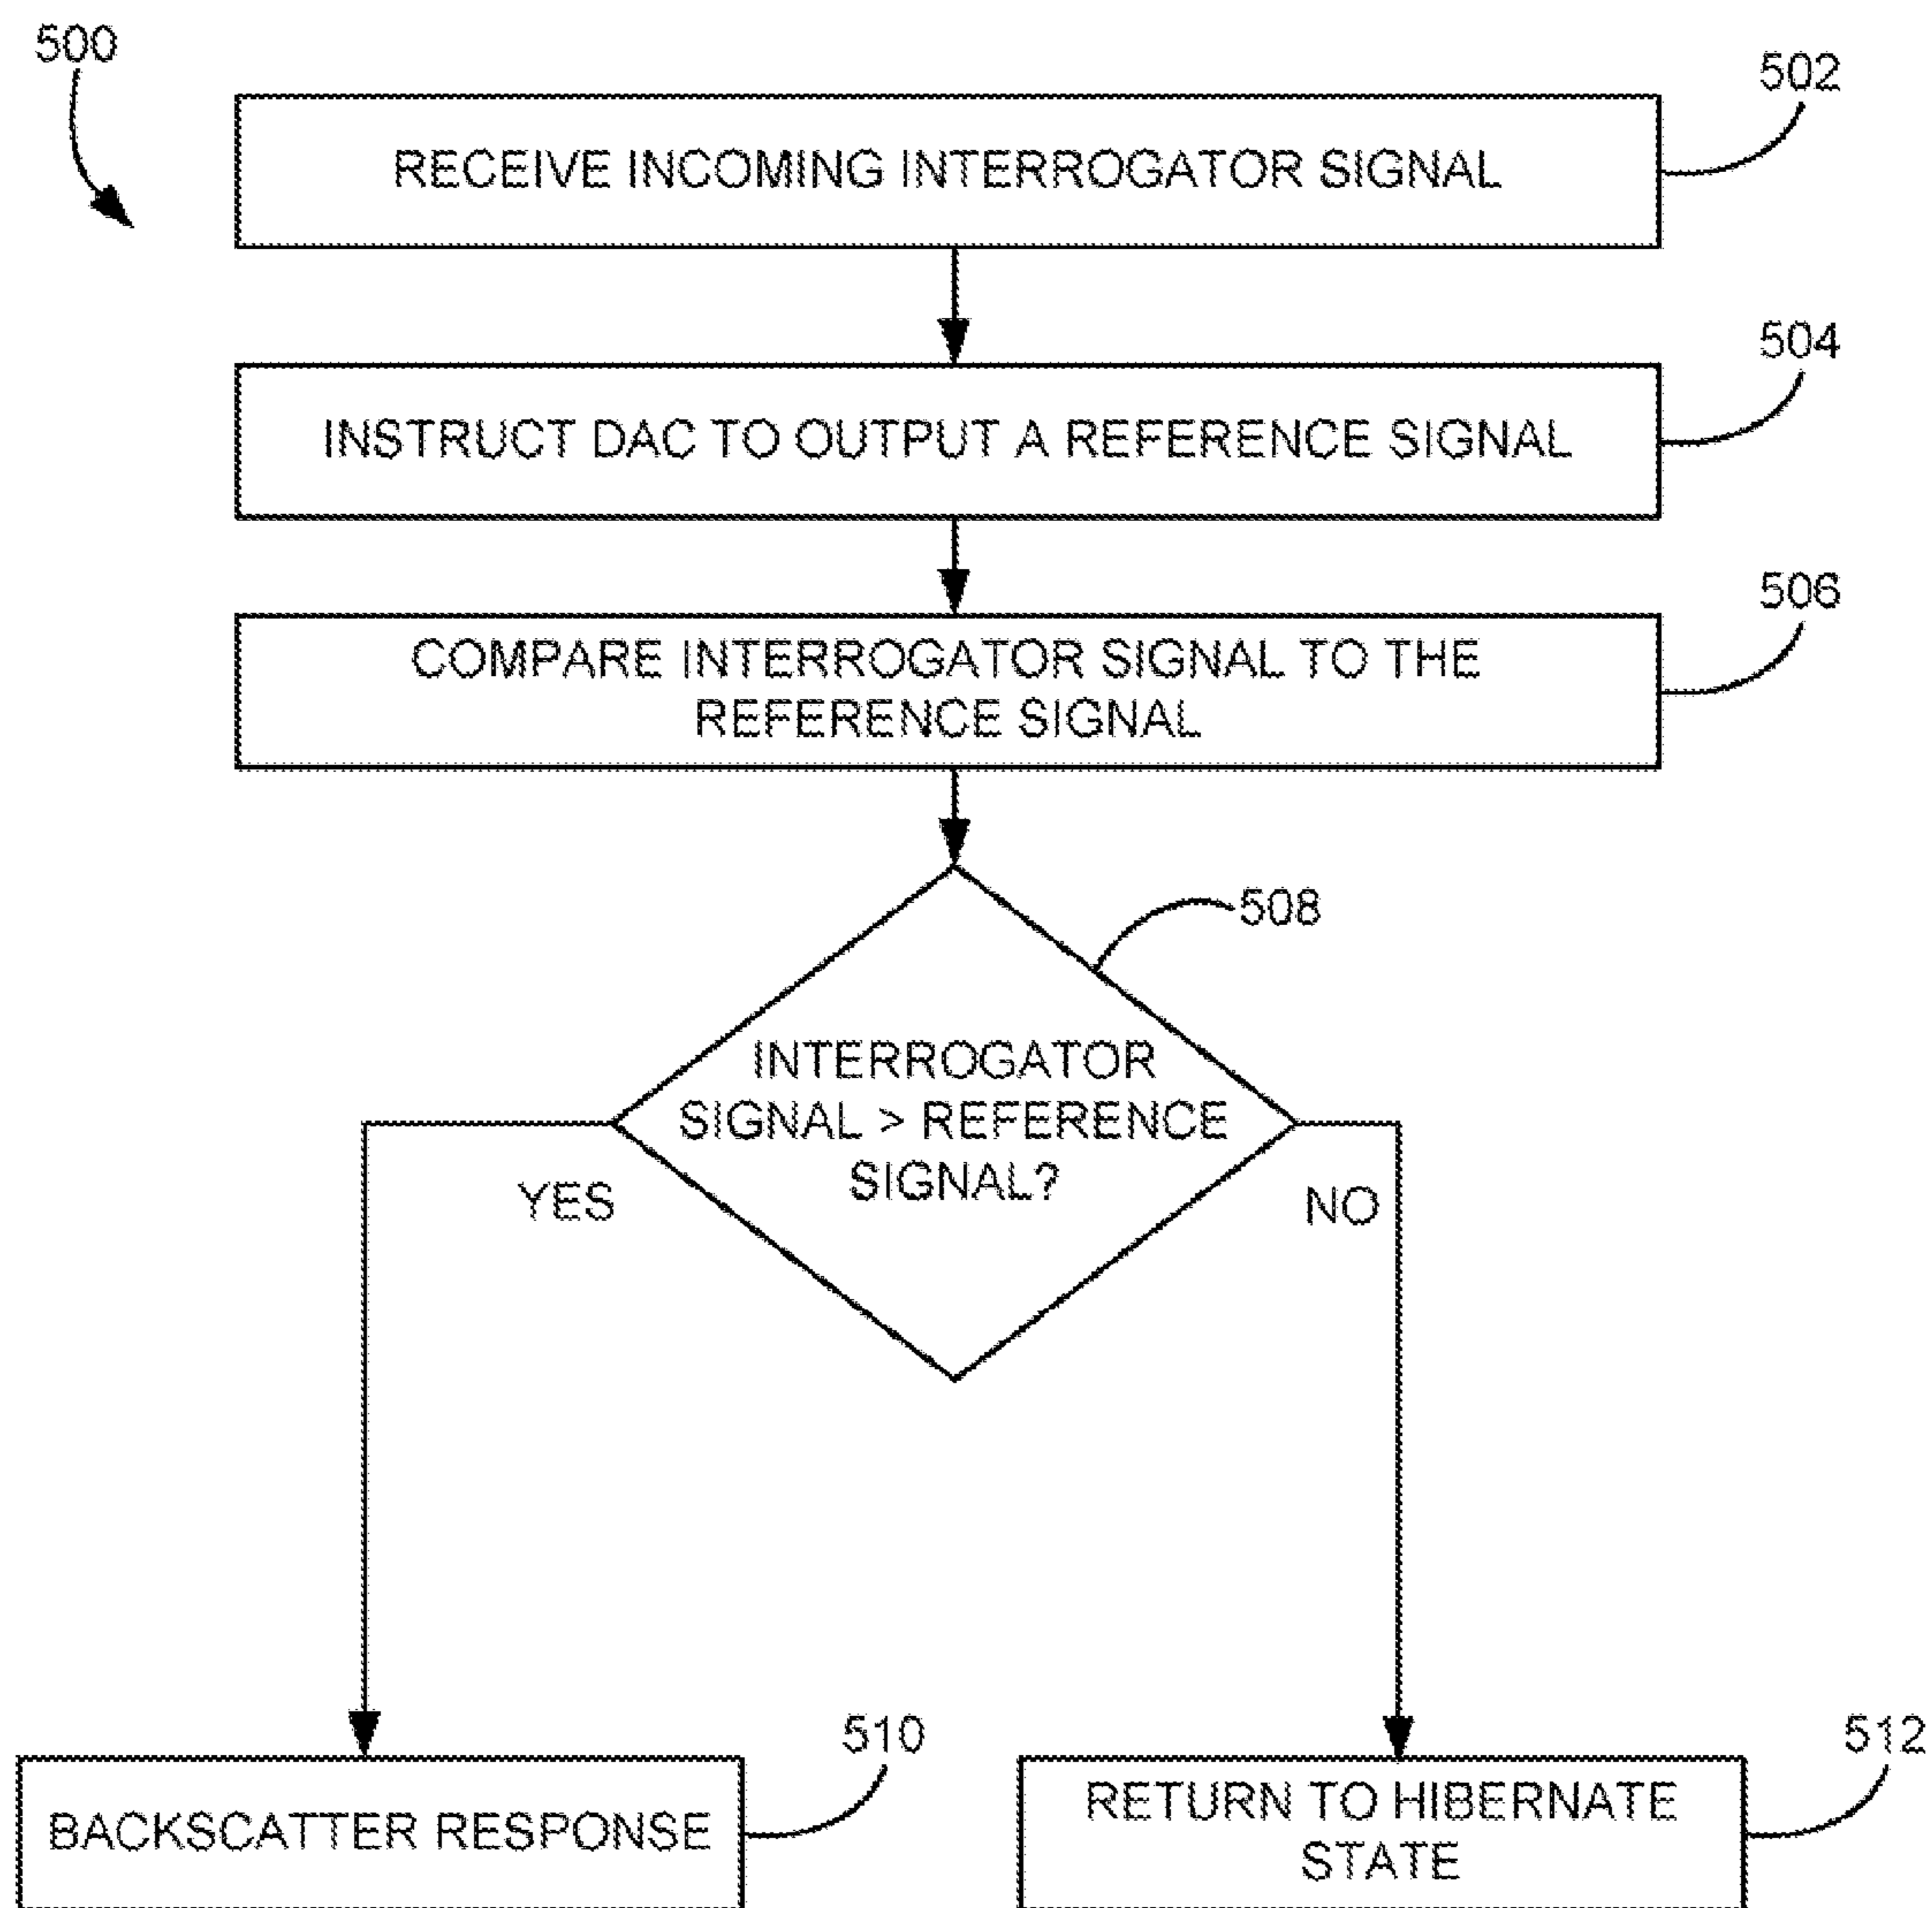 500
502
RECEIVE INCOMING INTERROGATOR SIGNAL
504
INSTRUCT DAC TO OUTPUT A REFERENCE SIGNAL
506
COMPARE INTERROGATOR SIGNAL TO THE
REFERENCE SIGNAL
508
INTERROGATOR
SIGNAL > REFERENCE
SIGNAL?
YES
NO
510
BACKSCATTER RESPONSE
512
RETURN TO HIBERNATE
STATE